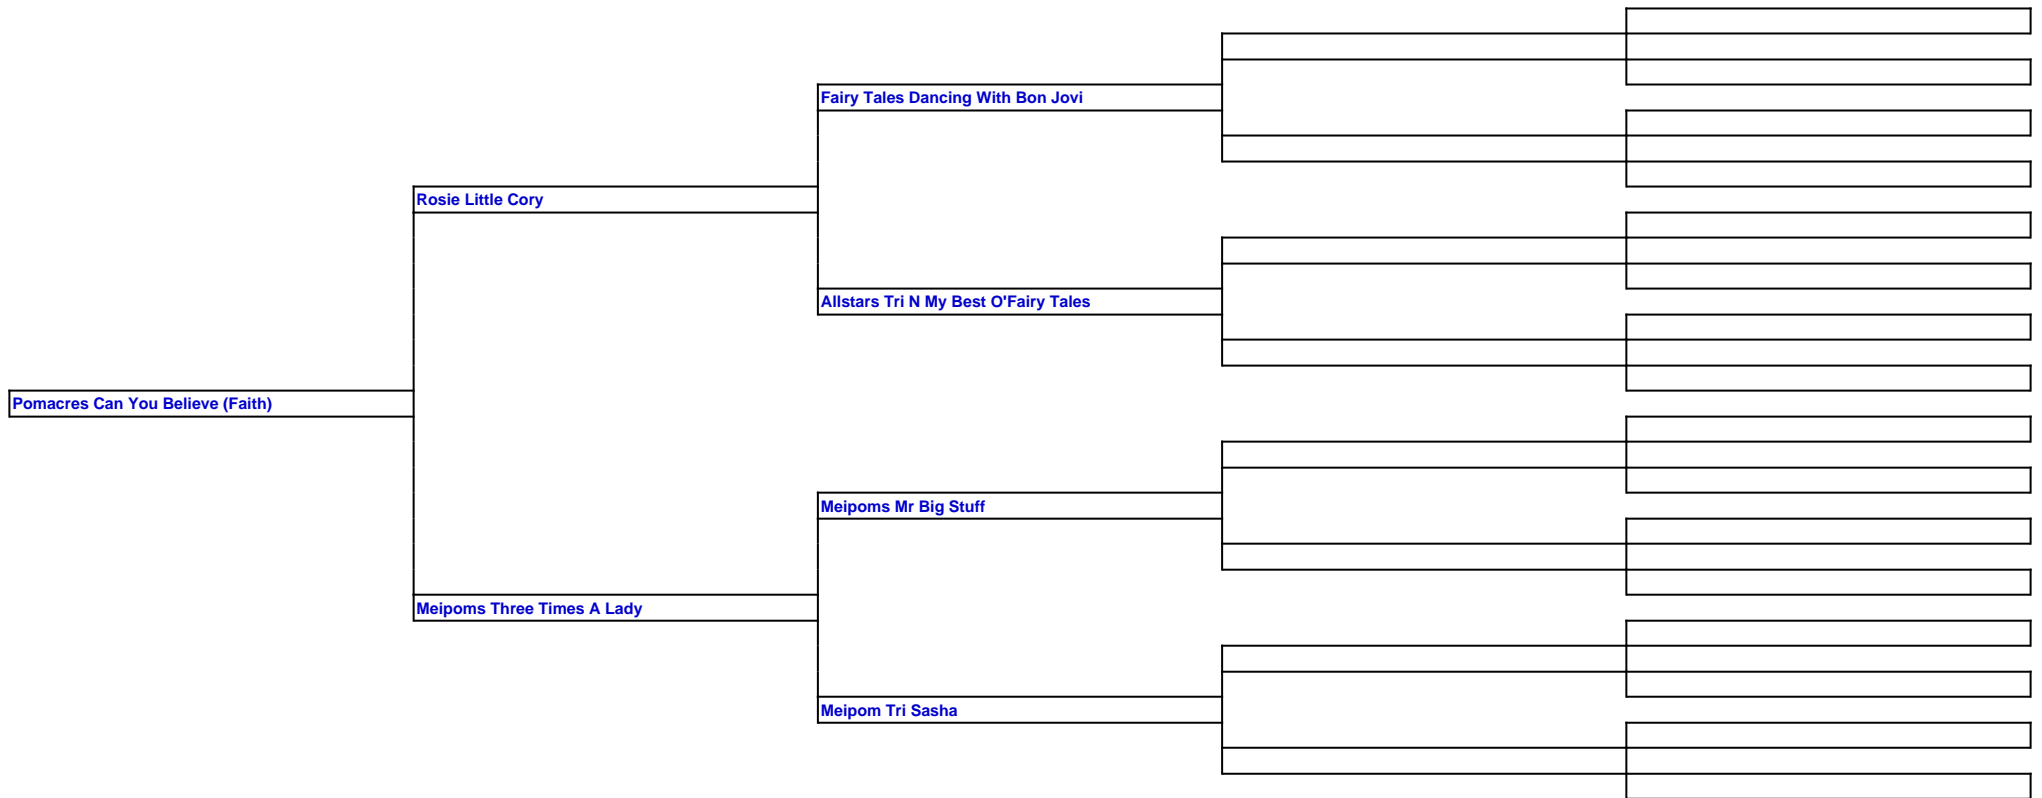 Fairy Tales Dancing With Bon Jovi
Rosie Little Cory
Allstars Tri N My Best O'Fairy Tales
Pomacres Can You Believe (Faith)
Meipoms Mr Big Stuff
Meipoms Three Times A Lady
Meipom Tri Sasha